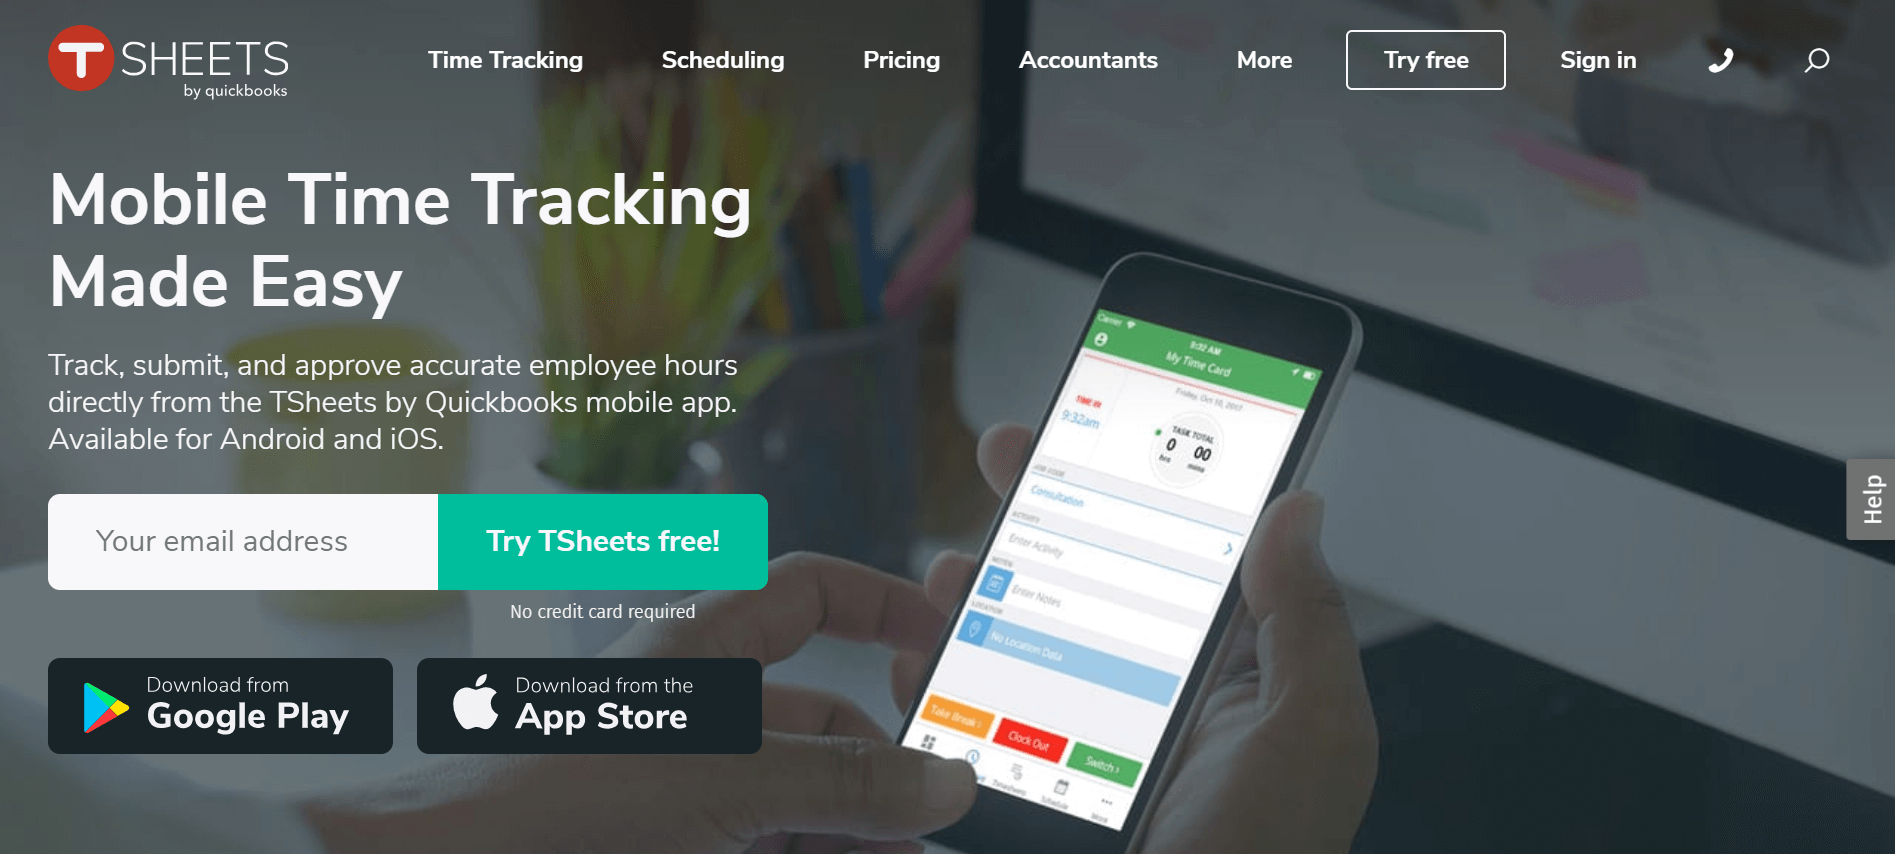 T SHEETS
by quickbooks
Time Tracking
Scheduling
Pricing
Accountants
More
Try free
Sign in
Mobile Time Tracking
Made Easy
Track, submit, and approve accurate employee hours
directly from the TSheets by Quickbooks mobile app.
Available for Android and iOS.
Your email address
Try TSheets free!
No credit card required
Download from
Google Play
Download from the
App Store
Carrier
9:32 AM
My Time Card
Friday, Oct 10, 2017
TIME IN
9:32am
TASK TOTAL
0 00
hrs mins
JOB CODE
Consultation
ACTIVITY
Enter Activity
NOTES
Enter Notes
LOCATION
No Location Data
Take Break ›
Clock Out
Switch ›
Timesheets
Schedule
More
Help